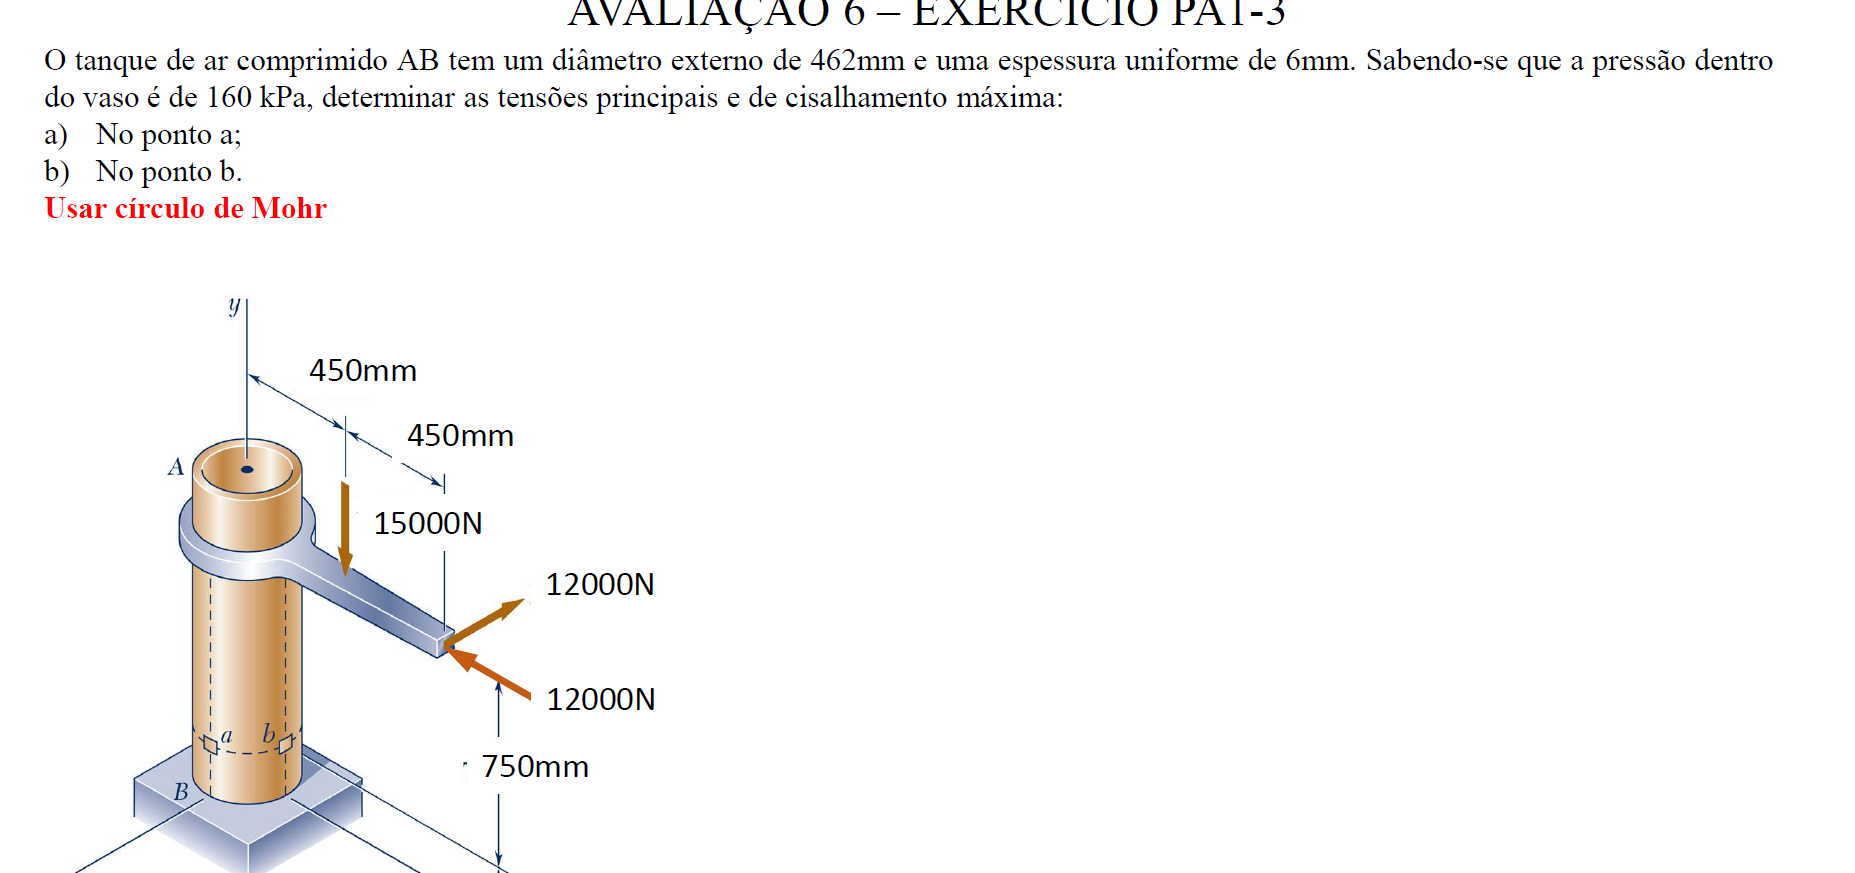 AVALIAÇÃO 6 – EXERCÍCIO PAT-3
O tanque de ar comprimido AB tem um diâmetro externo de 462mm e uma espessura uniforme de 6mm. Sabendo-se que a pressão dentro
do vaso é de 160 kPa, determinar as tensões principais e de cisalhamento máxima:
a) No ponto a;
b) No ponto b.
Usar círculo de Mohr
y
450mm
450mm
A
15000N
12000N
12000N
a
b
750mm
B